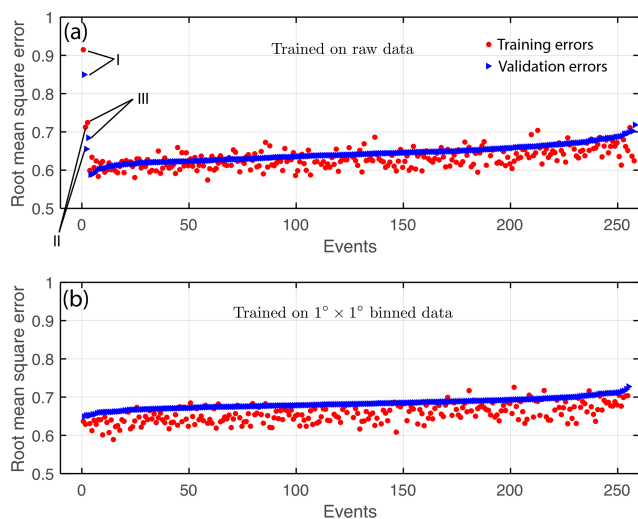 1
0.9
0.8
0.7
0.6
0.5
Root mean square error
(a)
I
III
II
Trained on raw data
Training errors
Validation errors
0
50
100
150
200
250
Events
1
0.9
0.8
0.7
0.6
0.5
Root mean square error
(b)
Trained on 1° × 1° binned data
0
50
100
150
200
250
Events